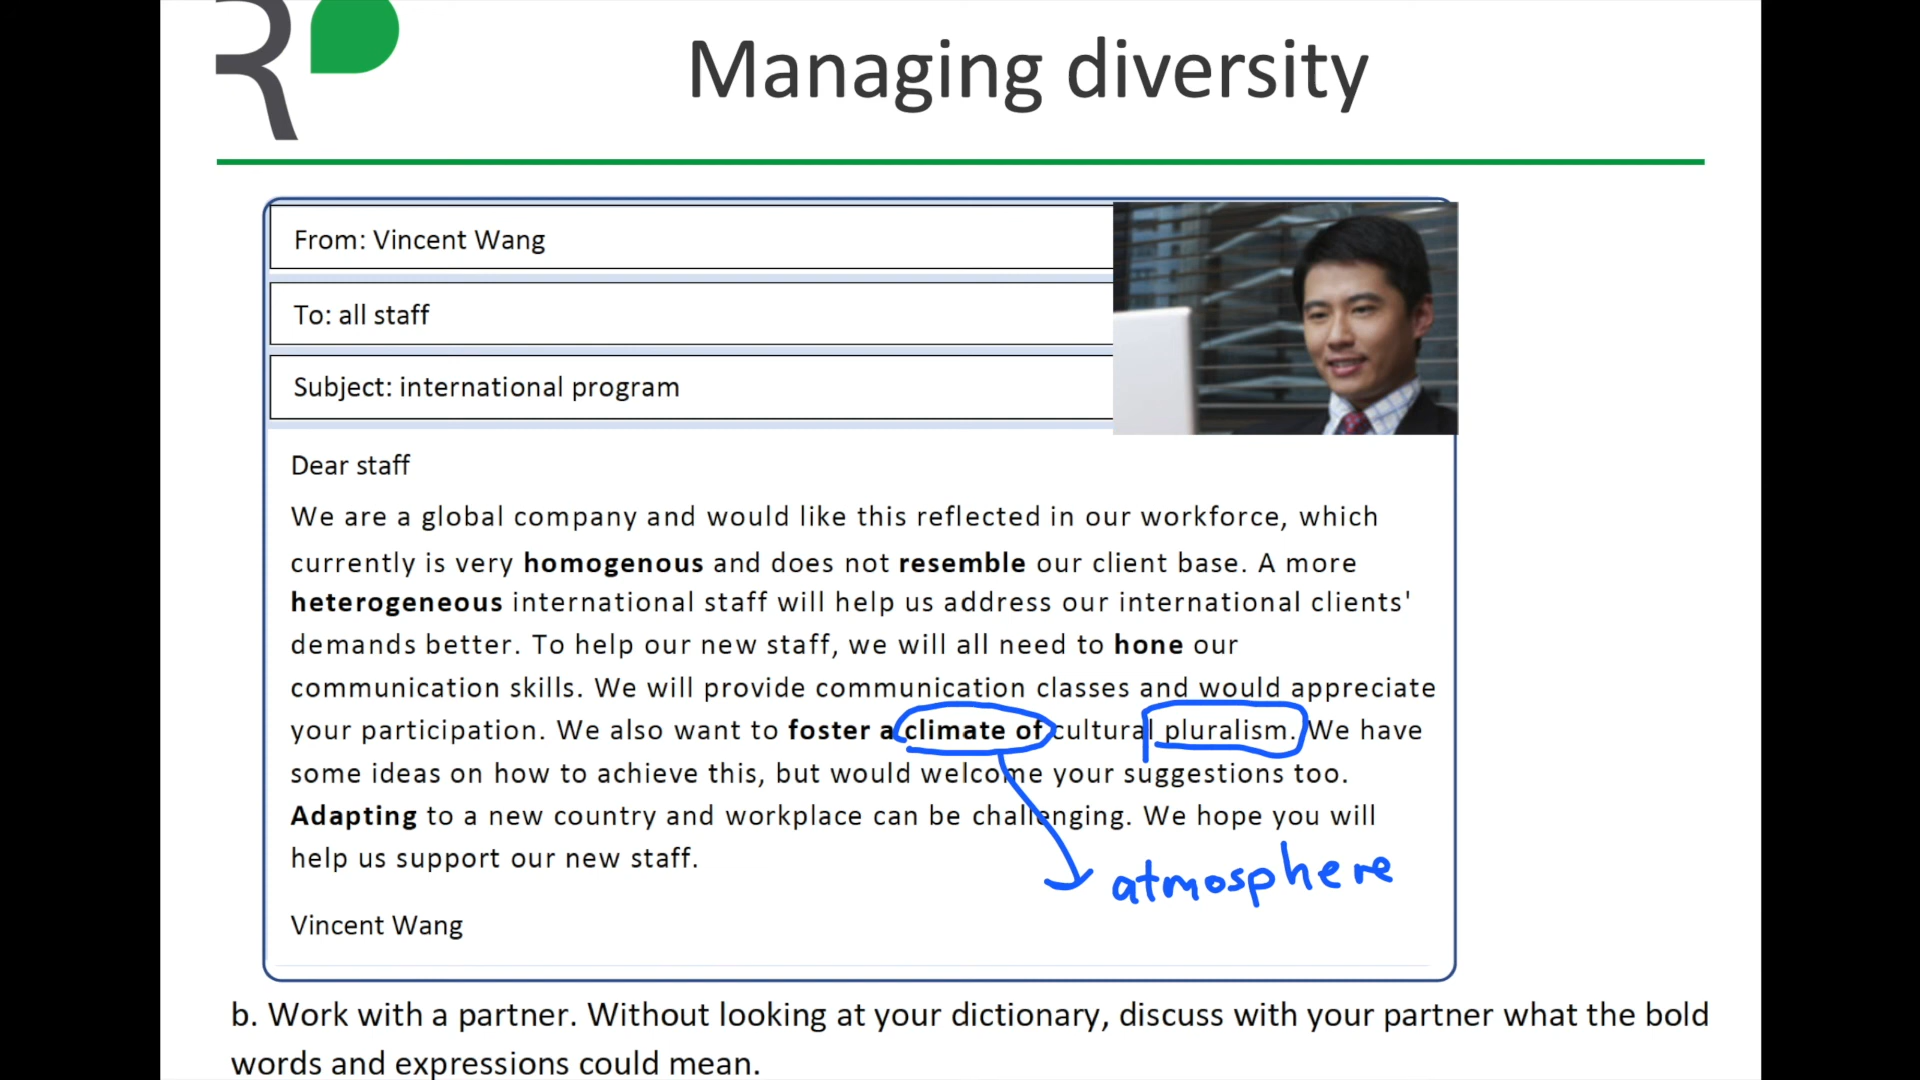 Managing diversity
From: Vincent Wang
To: all staff
Subject: international program
Dear staff
We are a global company and would like this reflected in our workforce, which
currently is very homogenous and does not resemble our client base. A more
heterogeneous international staff will help us address our international clients'
demands better. To help our new staff, we will all need to hone our
communication skills. We will provide communication classes and would appreciate
your participation. We also want to foster a climate of cultural pluralism. We have
some ideas on how to achieve this, but would welcome your suggestions too.
Adapting to a new country and workplace can be challenging. We hope you will
help us support our new staff.
atmosphere
Vincent Wang
b. Work with a partner. Without looking at your dictionary, discuss with your partner what the bold
words and expressions could mean.